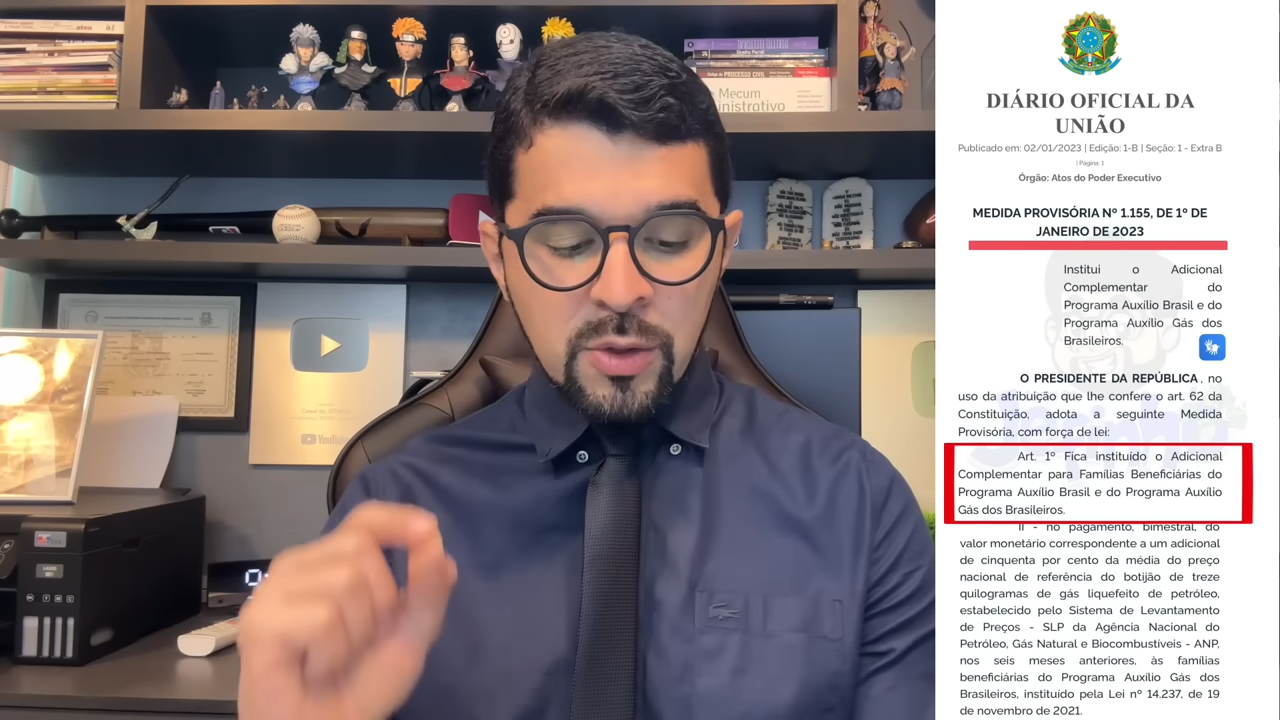 CÓDIGO DE PROCESSO CIVIL
Mecum
inistrativo
YouTube
DIÁRIO OFICIAL DA
UNIÃO
Publicado em: 02/01/2023 | Edição: 1-B | Seção: 1 - Extra B
| Página: 1
Órgão: Atos do Poder Executivo
MEDIDA PROVISÓRIA Nº 1.155, DE 1º DE
JANEIRO DE 2023
Institui o Adicional
Complementar do
Programa Auxílio Brasil e do
Programa Auxílio Gás dos
Brasileiros.
O PRESIDENTE DA REPÚBLICA, no
uso da atribuição que lhe confere o art. 62 da
Constituição, adota a seguinte Medida
Provisória, com força de lei:
Art. 1º Fica instituído o Adicional
Complementar para Famílias Beneficiárias do
Programa Auxílio Brasil e do Programa Auxílio
Gás dos Brasileiros.
II - no pagamento, bimestral, do
valor monetário correspondente a um adicional
de cinquenta por cento da média do preço
nacional de referência do botijão de treze
quilogramas de gás liquefeito de petróleo,
estabelecido pelo Sistema de Levantamento
de Preços - SLP da Agência Nacional do
Petróleo, Gás Natural e Biocombustíveis - ANP,
nos seis meses anteriores, às famílias
beneficiárias do Programa Auxílio Gás dos
Brasileiros, instituído pela Lei nº 14.237, de 19
de novembro de 2021.